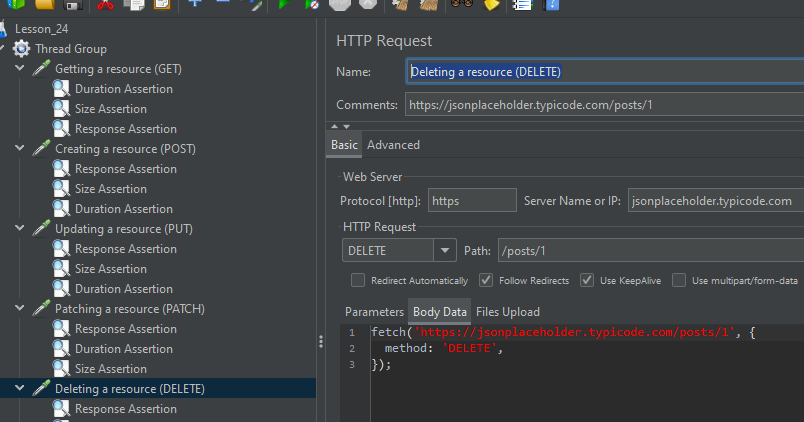 Lesson_24
Thread Group
Getting a resource (GET)
Duration Assertion
Size Assertion
Response Assertion
Creating a resource (POST)
Response Assertion
Size Assertion
Duration Assertion
Updating a resource (PUT)
Response Assertion
Size Assertion
Duration Assertion
Patching a resource (PATCH)
Response Assertion
Duration Assertion
Size Assertion
Deleting a resource (DELETE)
Response Assertion
HTTP Request
Name: Deleting a resource (DELETE)
Comments: https://jsonplaceholder.typicode.com/posts/1
Basic Advanced
Web Server
Protocol [http]: https Server Name or IP: jsonplaceholder.typicode.com
HTTP Request
DELETE Path: /posts/1
Redirect Automatically Follow Redirects Use KeepAlive Use multipart/form-data
Parameters Body Data Files Upload
1 fetch('https://jsonplaceholder.typicode.com/posts/1', {
2 method: 'DELETE',
3 });